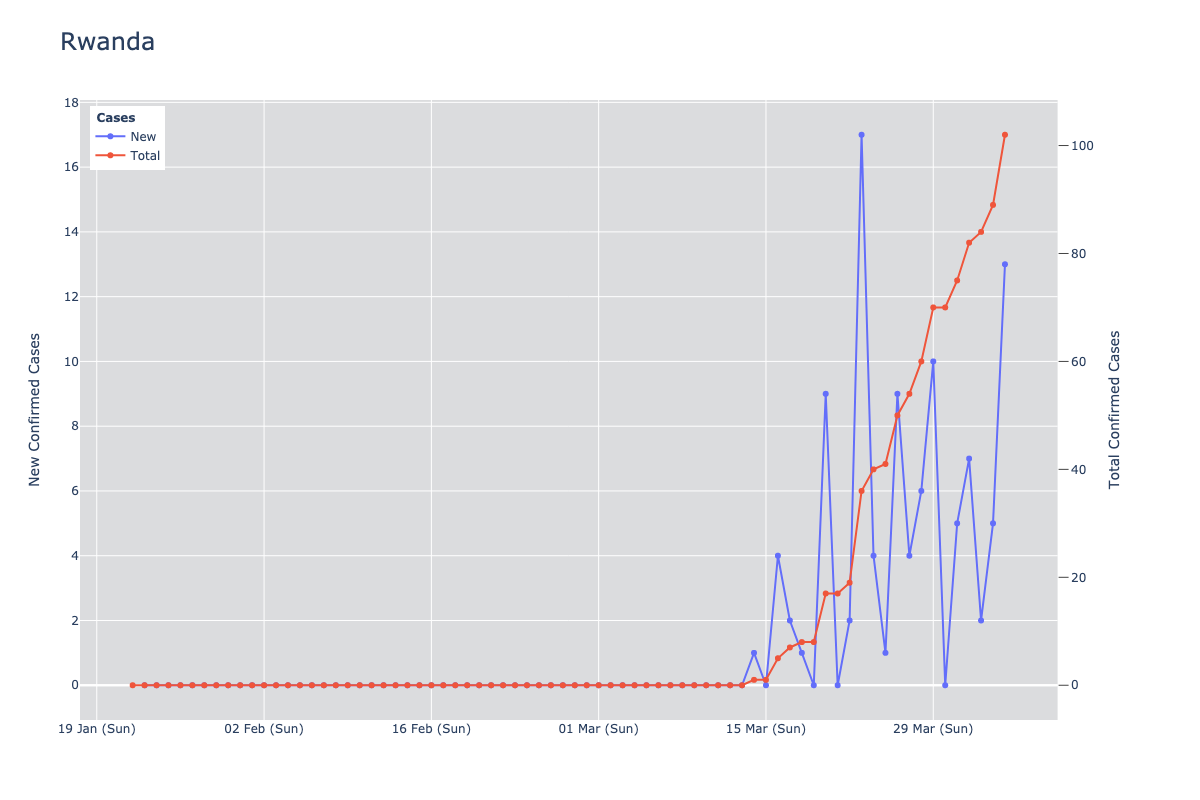 Rwanda
Cases
New
Total
18
16
14
12
10
8
6
4
2
0
New Confirmed Cases
100
80
60
40
20
0
Total Confirmed Cases
19 Jan (Sun) 02 Feb (Sun) 16 Feb (Sun) 01 Mar (Sun) 15 Mar (Sun) 29 Mar (Sun)